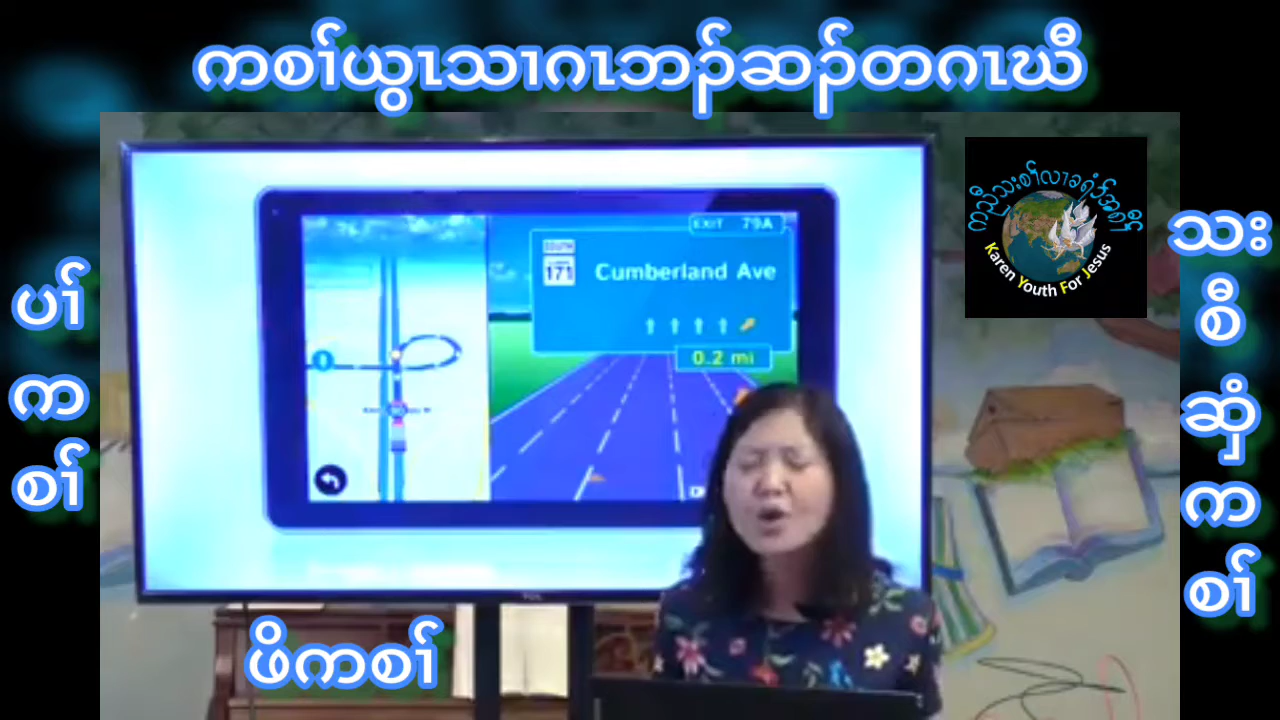 ကစၢ်ယွၤသၢဂၤဘၣ်ဆၣ်တဂၤဃီ
ပၢ်
က
စၢ်
သး
စီ
ဆှံ
က
စၢ်
ဖိကစၢ်
EXIT 79A
SOUTH
171
Cumberland Ave
0.2 mi
TCL
Karen Youth For Jesus